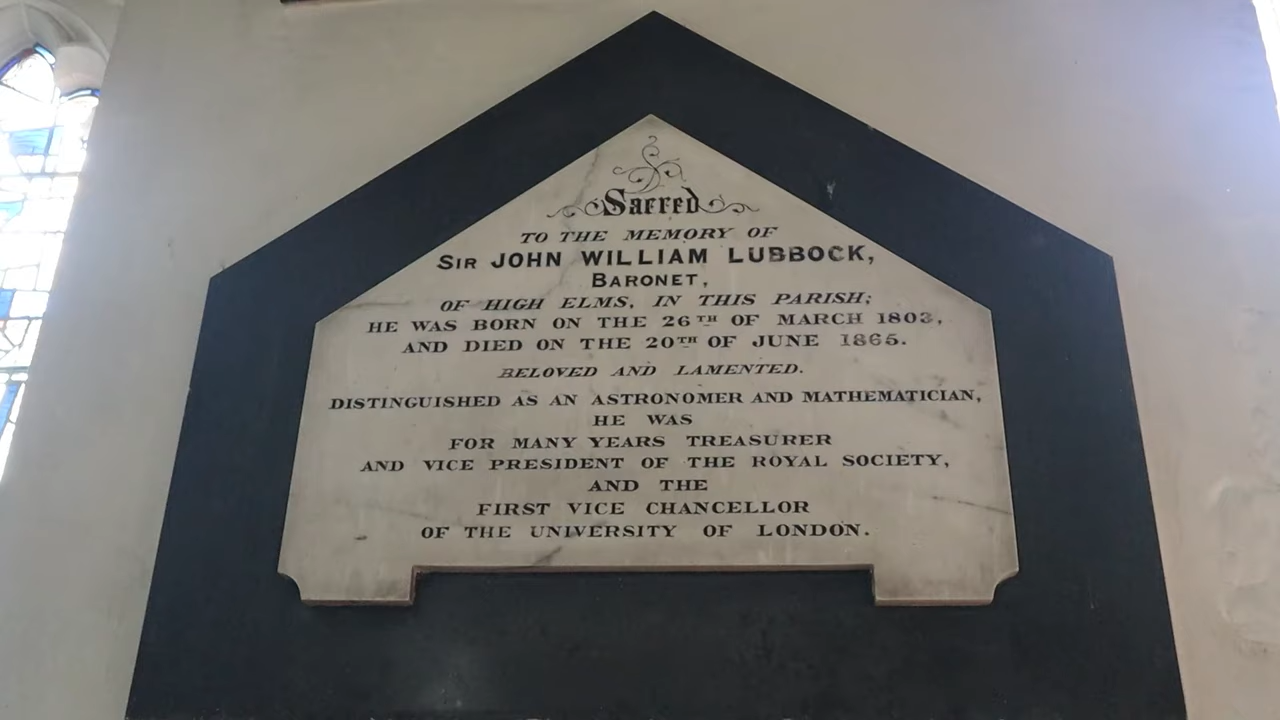 Sacred
TO THE MEMORY OF
SIR JOHN WILLIAM LUBBOCK,
BARONET,
OF HIGH ELMS, IN THIS PARISH;
HE WAS BORN ON THE 26TH OF MARCH 1803,
AND DIED ON THE 20TH OF JUNE 1865.
BELOVED AND LAMENTED.
DISTINGUISHED AS AN ASTRONOMER AND MATHEMATICIAN,
HE WAS
FOR MANY YEARS TREASURER
AND VICE PRESIDENT OF THE ROYAL SOCIETY,
AND THE
FIRST VICE CHANCELLOR
OF THE UNIVERSITY OF LONDON.